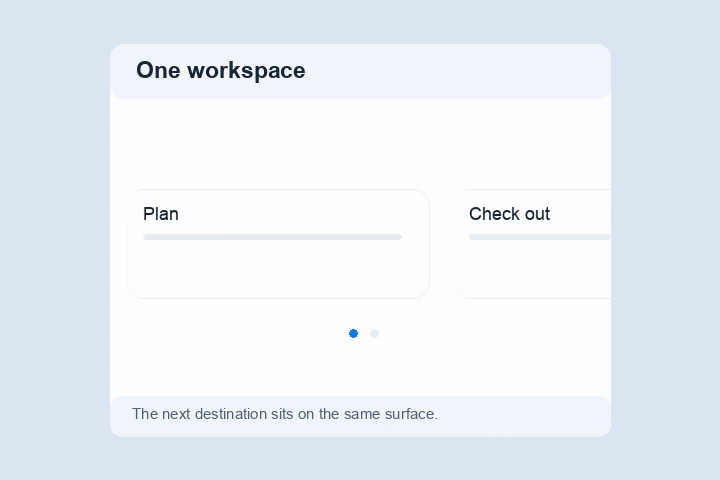 One workspace
Plan
Check out
The next destination sits on the same surface.